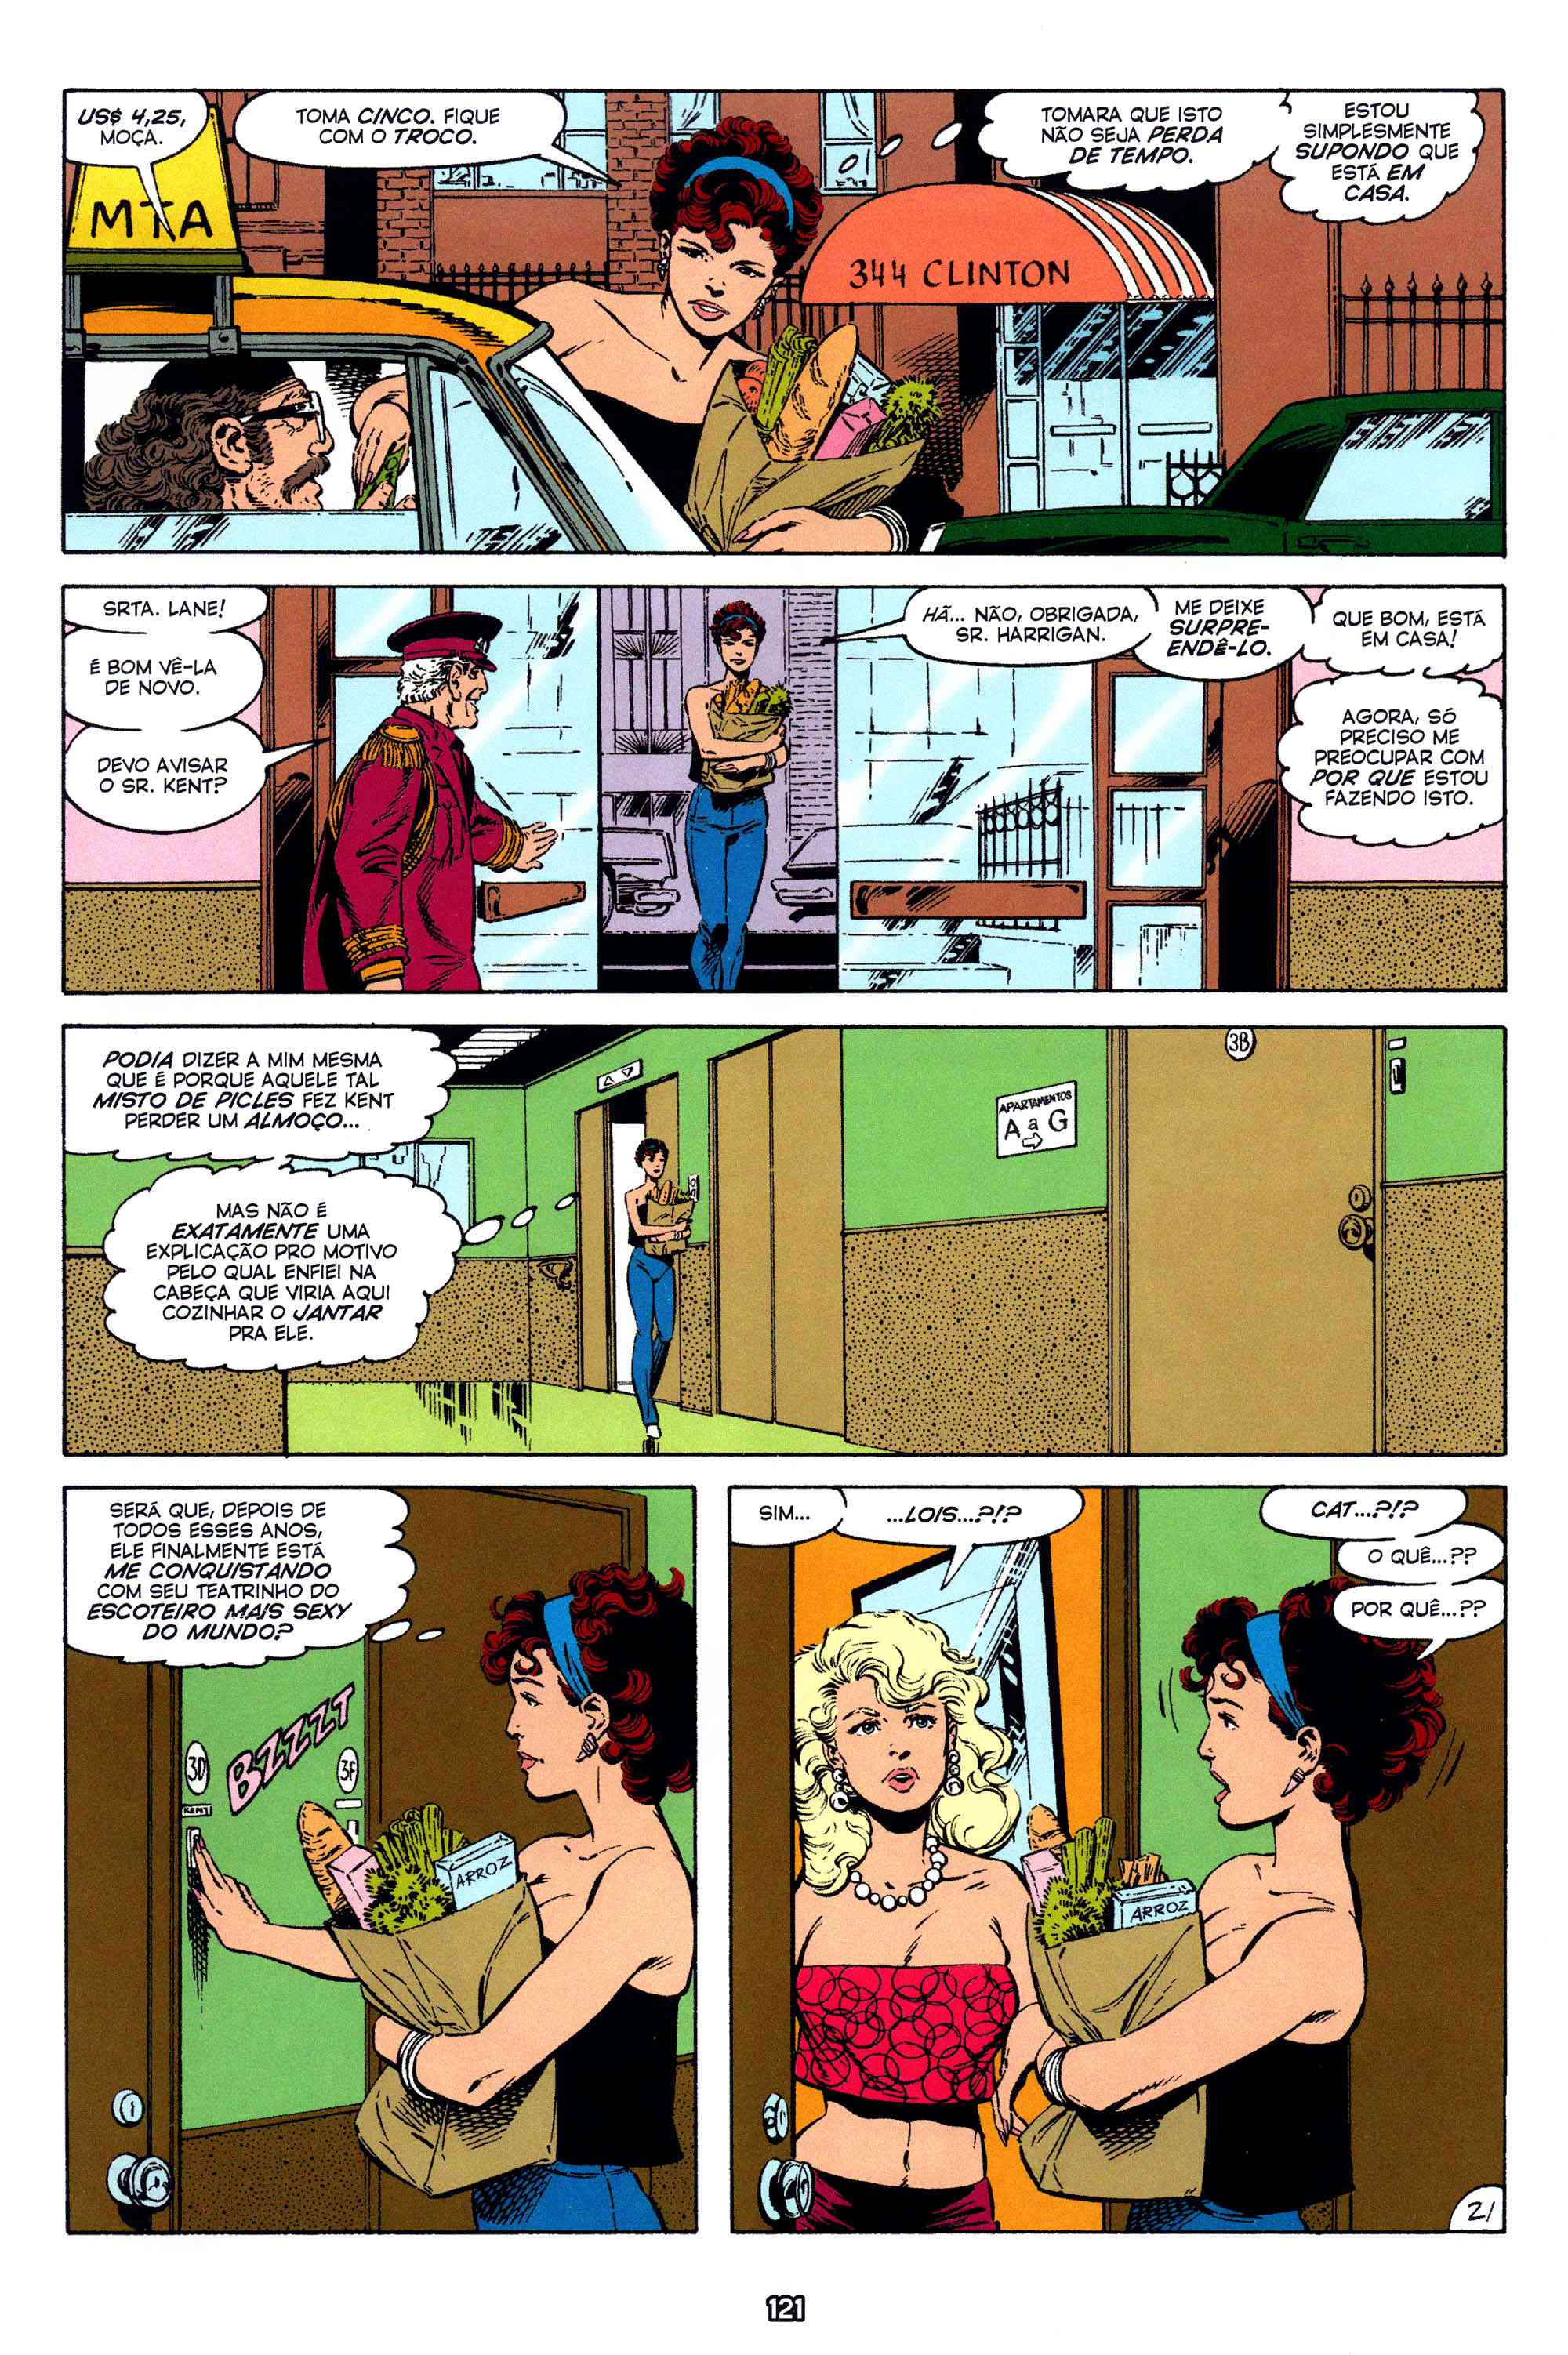 US$ 4,25,
MOÇA.
MTA
TOMA CINCO. FIQUE
COM O TROCO.
TOMARA QUE ISTO
NÃO SEJA PERDA
DE TEMPO.
ESTOU
SIMPLESMENTE
SUPONDO QUE
ESTÁ EM
CASA.
344 CLINTON
SRTA. LANE!
É BOM VÊ-LA
DE NOVO.
DEVO AVISAR
O SR. KENT?
HÃ... NÃO, OBRIGADA,
SR. HARRIGAN.
ME DEIXE
SURPRE-
ENDÊ-LO.
QUE BOM, ESTÁ
EM CASA!
AGORA, SÓ
PRECISO ME
PREOCUPAR COM
POR QUE ESTOU
FAZENDO ISTO.
PODIA DIZER A MIM MESMA
QUE É PORQUE AQUELE TAL
MISTO DE PICLES FEZ KENT
PERDER UM ALMOÇO...
MAS NÃO É
EXATAMENTE UMA
EXPLICAÇÃO PRO MOTIVO
PELO QUAL ENFIEI NA
CABEÇA QUE VIRIA AQUI
COZINHAR O JANTAR
PRA ELE.
APARTAMENTOS
A a G
3B
SERÁ QUE, DEPOIS DE
TODOS ESSES ANOS,
ELE FINALMENTE ESTÁ
ME CONQUISTANDO
COM SEU TEATRINHO DO
ESCOTEIRO MAIS SEXY
DO MUNDO?
BZZZT
3D
3F
KENT
ARROZ
SIM...
...LOIS...?!?
CAT...?!?
O QUÊ...??
POR QUÊ...??
ARROZ
21
121